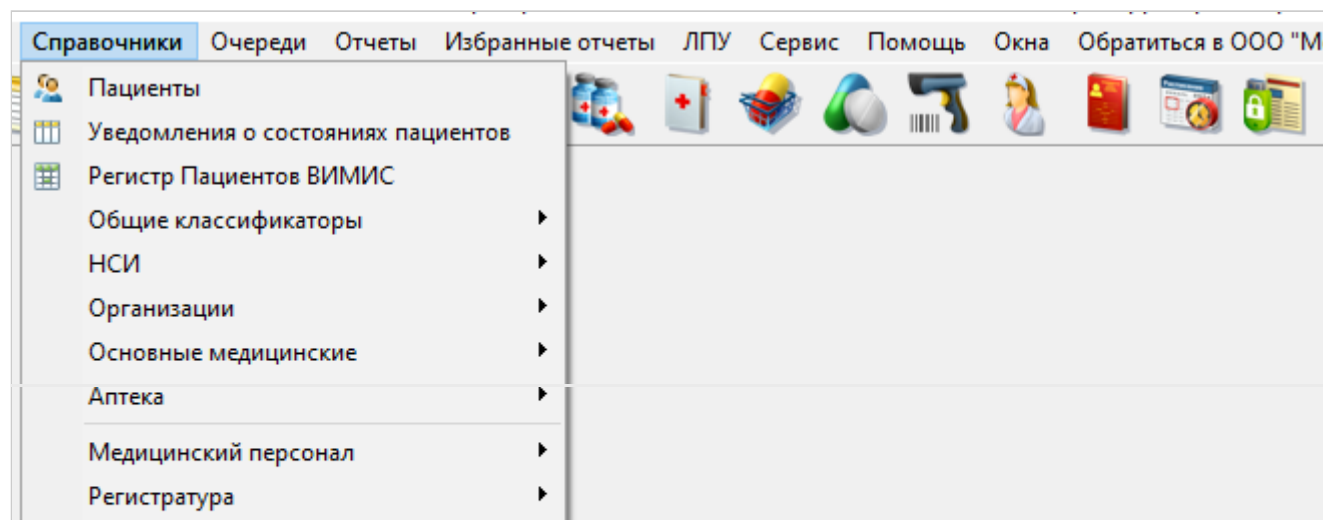 Справочники Очереди Отчеты Избранные отчеты ЛПУ Сервис Помощь Окна Обратиться в ООО "М
Пациенты
Уведомления о состояниях пациентов
Регистр Пациентов ВИМИС
Общие классификаторы
НСИ
Организации
Основные медицинские
Аптека
Медицинский персонал
Регистратура